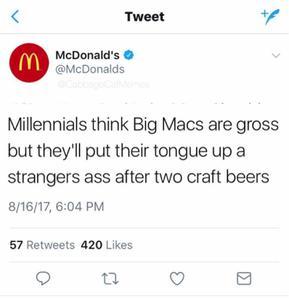 Tweet
McDonald's
@McDonalds
@CabbageCatMemes
Millennials think Big Macs are gross
but they'll put their tongue up a
strangers ass after two craft beers
8/16/17, 6:04 PM
57 Retweets 420 Likes